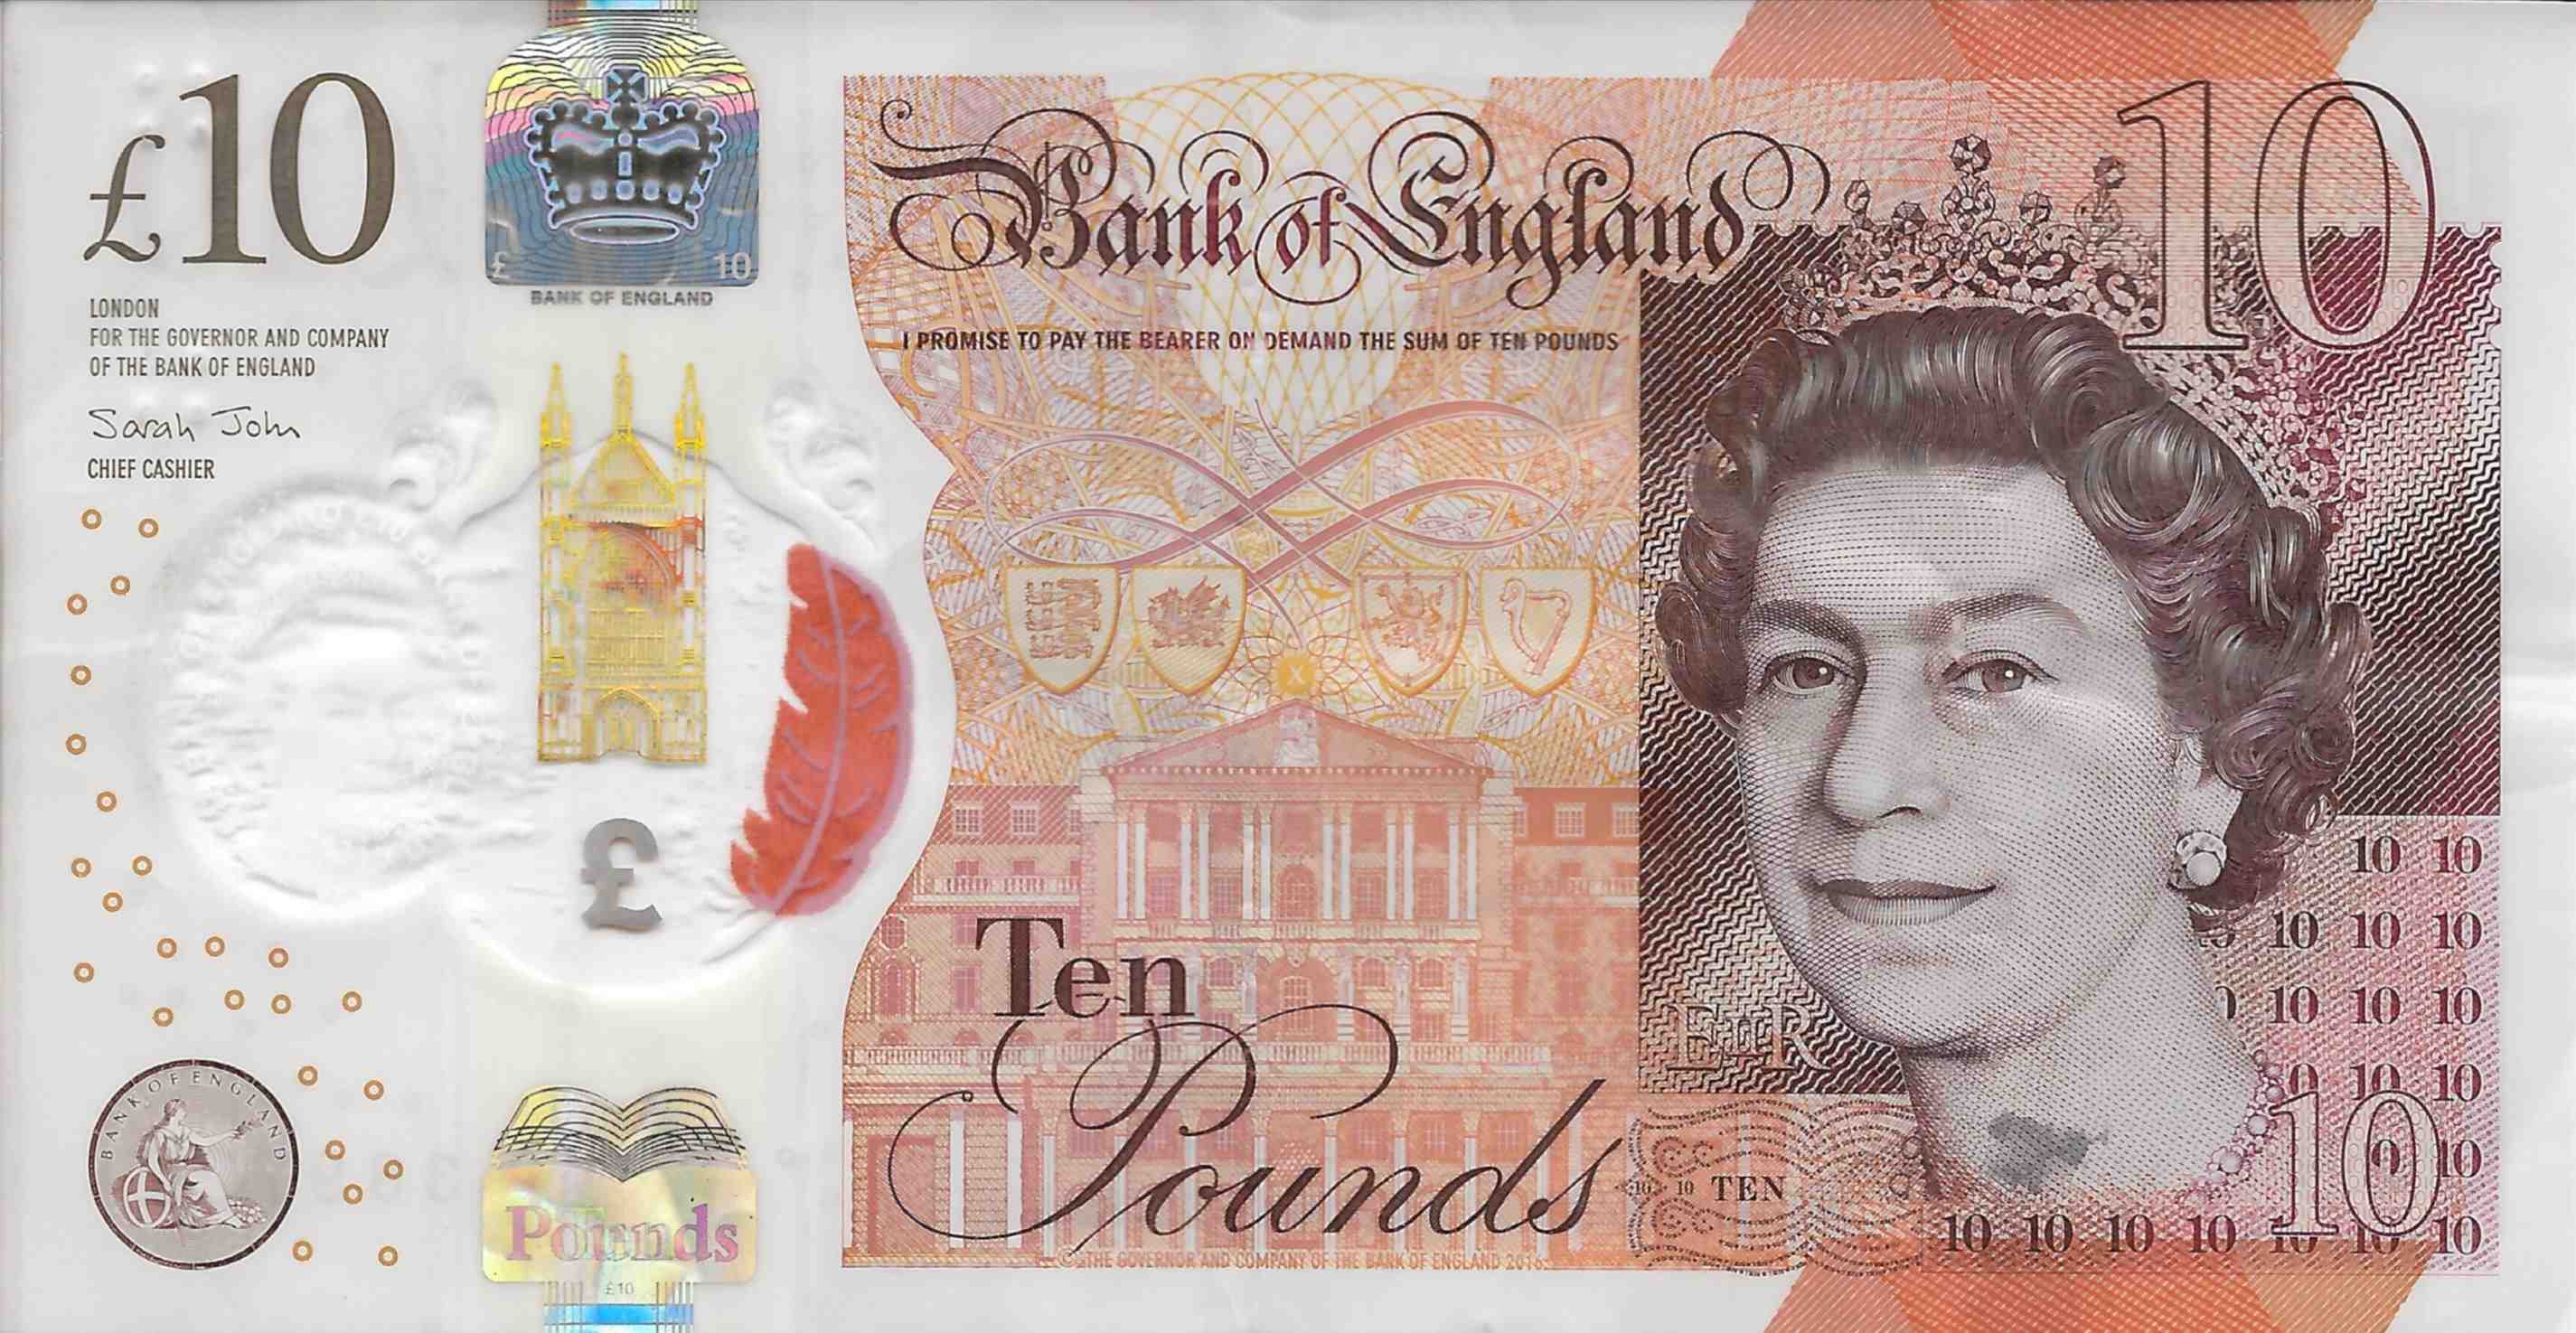 £10
LONDON
FOR THE GOVERNOR AND COMPANY
OF THE BANK OF ENGLAND
Sarah John
CHIEF CASHIER
BANK OF ENGLAND
£ 10
BANK OF ENGLAND
£
Pounds
£10
Bank of England
I PROMISE TO PAY THE BEARER ON DEMAND THE SUM OF TEN POUNDS
X
Ten
Pounds
© THE GOVERNOR AND COMPANY OF THE BANK OF ENGLAND 2016
10
EIIR
10 10 TEN
10 10
10 10 10
10 10 10
10 10
10
10
10 10 10 10 10 10 10